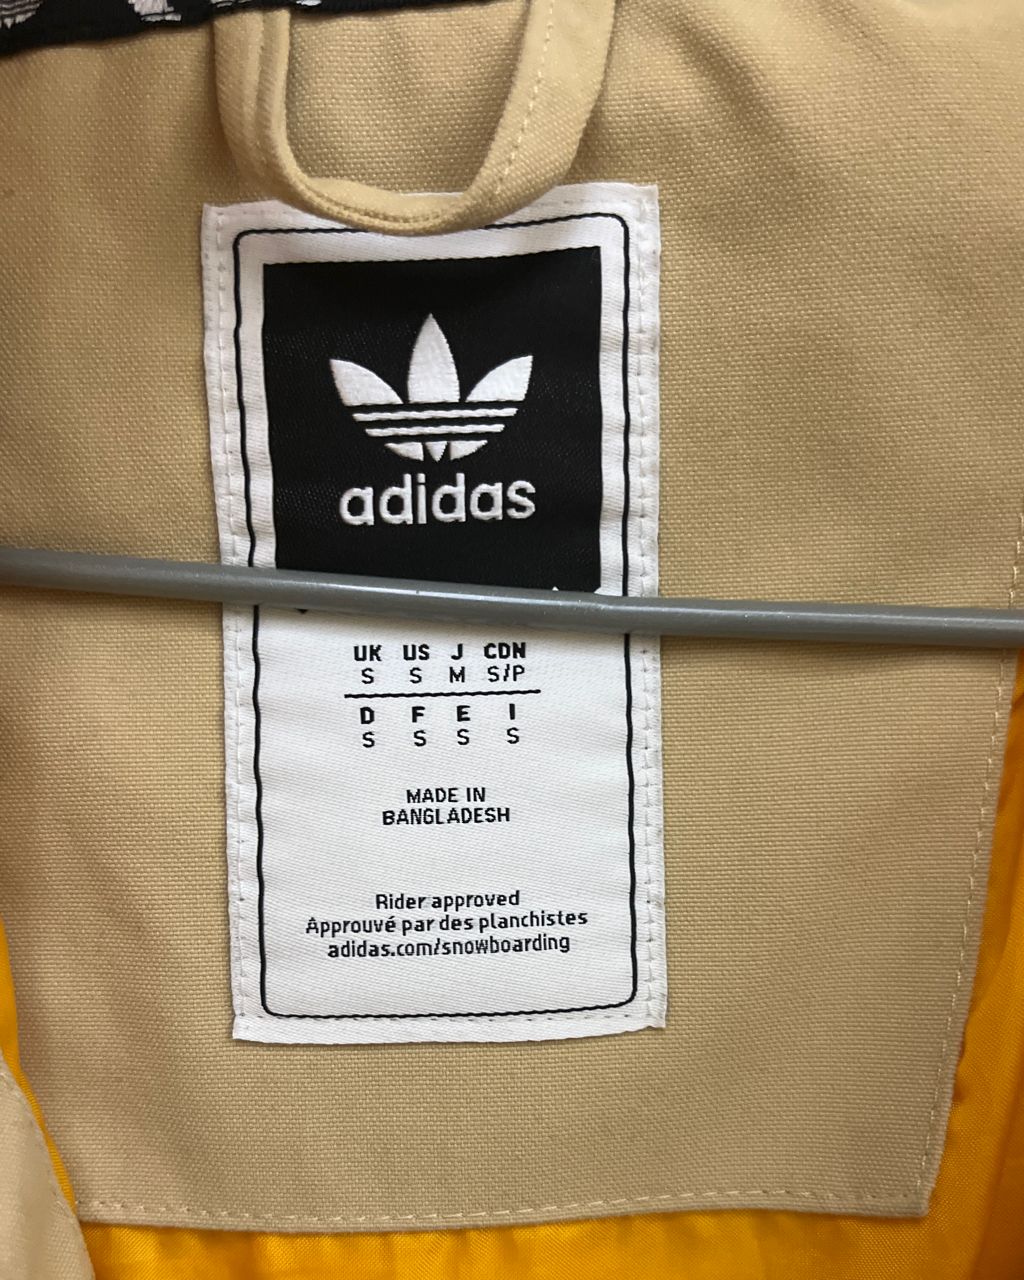 adidas
UK US J CDN
S S M S/P
D F E I
S S S S
MADE IN
BANGLADESH
Rider approved
Approuvé par des planchistes
adidas.com/snowboarding